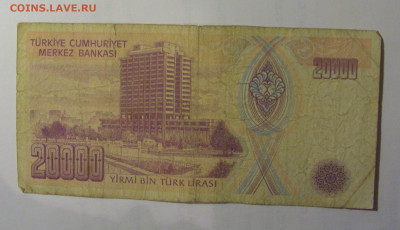 COINS.LAVE.RU
TÜRKİYE CUMHURİYET
MERKEZ BANKASI
20000
20000
YİRMİ BİN TÜRK LİRASI